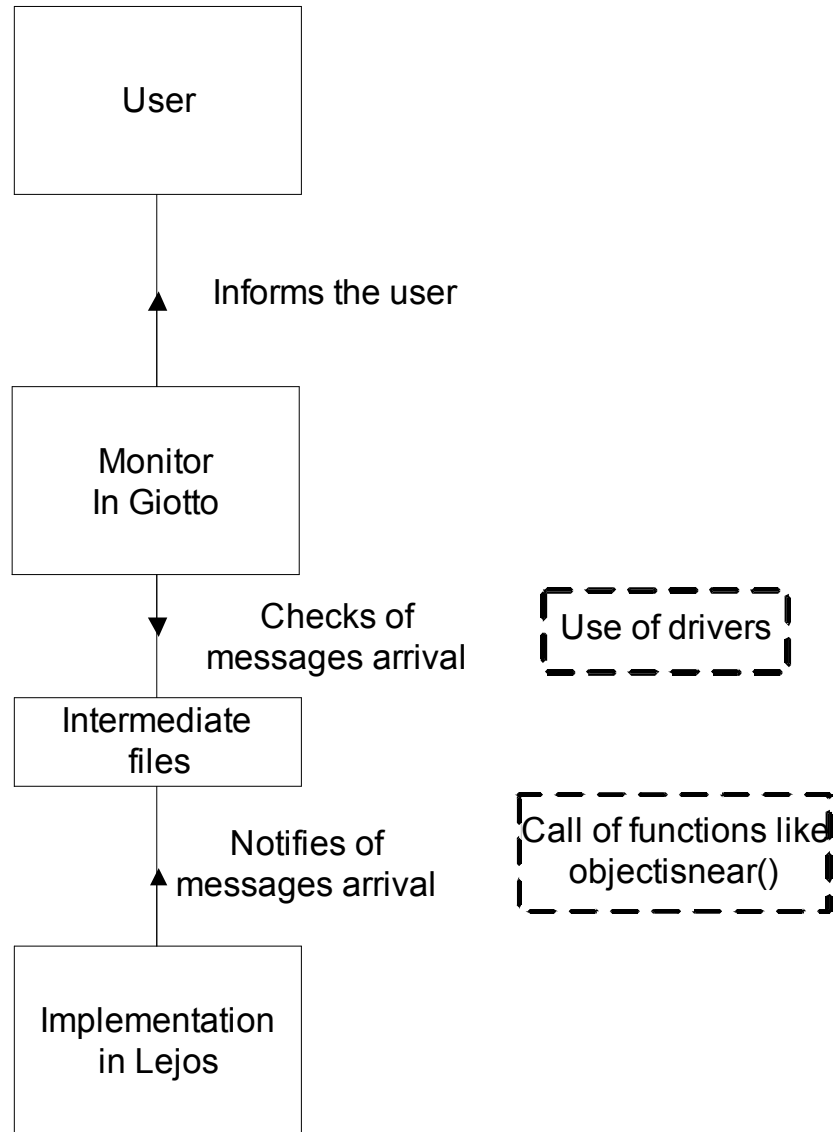 User
Informs the user
Monitor
In Giotto
Checks of
messages arrival
Use of drivers
Intermediate
files
Notifies of
messages arrival
Call of functions like
objectisnear()
Implementation
in Lejos